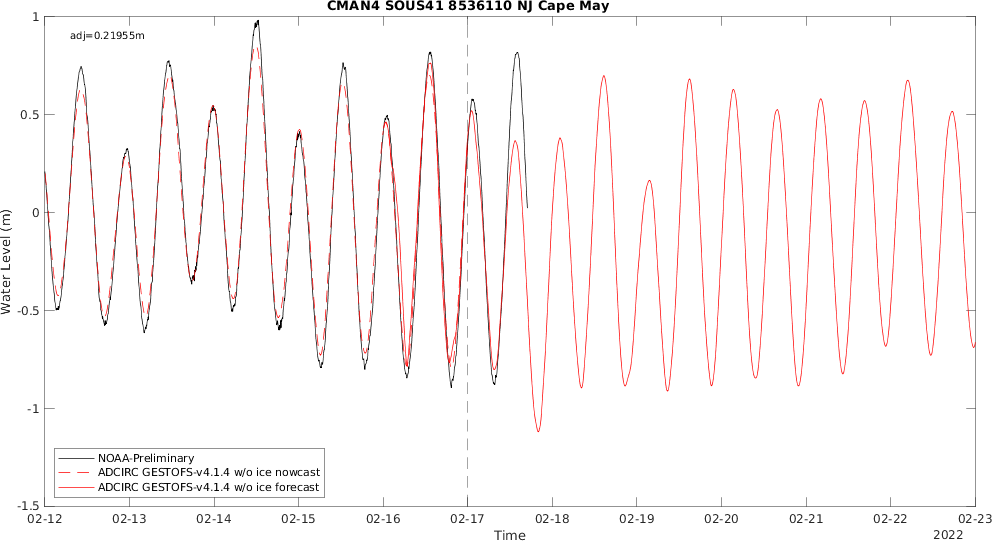 CMAN4 SOUS41 8536110 NJ Cape May
adj=0.21955m
1
0.5
0
-0.5
-1
-1.5
Water Level (m)
NOAA-Preliminary
ADCIRC GESTOFS-v4.1.4 w/o ice nowcast
ADCIRC GESTOFS-v4.1.4 w/o ice forecast
02-12 02-13 02-14 02-15 02-16 02-17 02-18 02-19 02-20 02-21 02-22 02-23
Time
2022